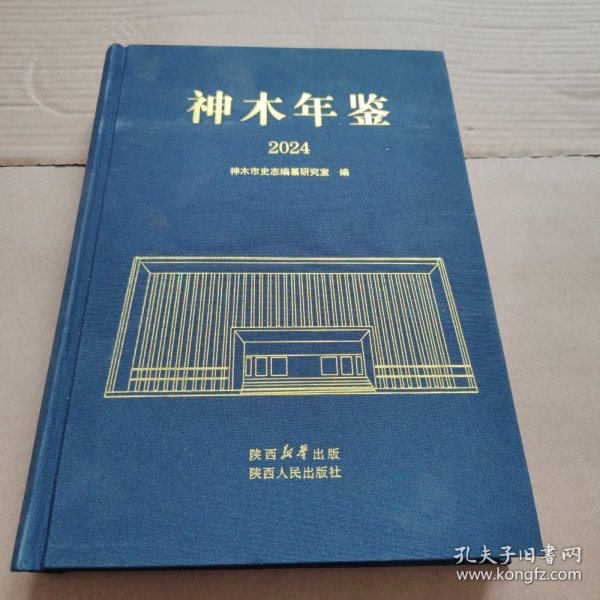 神木年鉴
2024
神木市史志编纂研究室 编
陕西新华出版
陕西人民出版社
孔夫子旧书网
www.kongfz.com